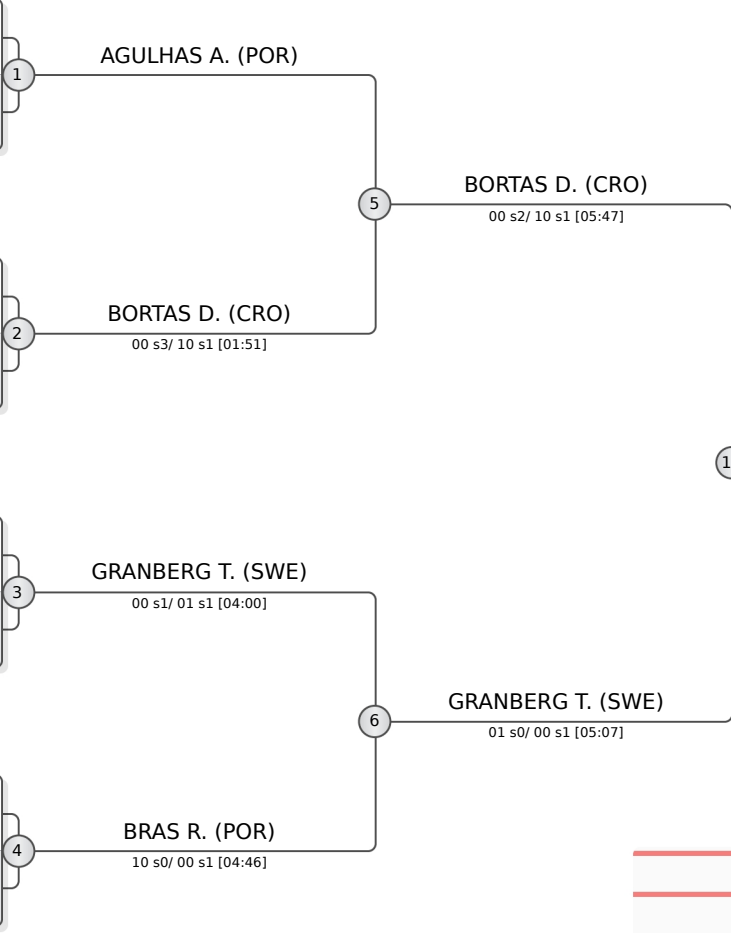 AGULHAS A. (POR)
1
BORTAS D. (CRO)
5
00 s2/ 10 s1 [05:47]
BORTAS D. (CRO)
2
00 s3/ 10 s1 [01:51]
GRANBERG T. (SWE)
3
00 s1/ 01 s1 [04:00]
GRANBERG T. (SWE)
6
01 s0/ 00 s1 [05:07]
BRAS R. (POR)
4
10 s0/ 00 s1 [04:46]